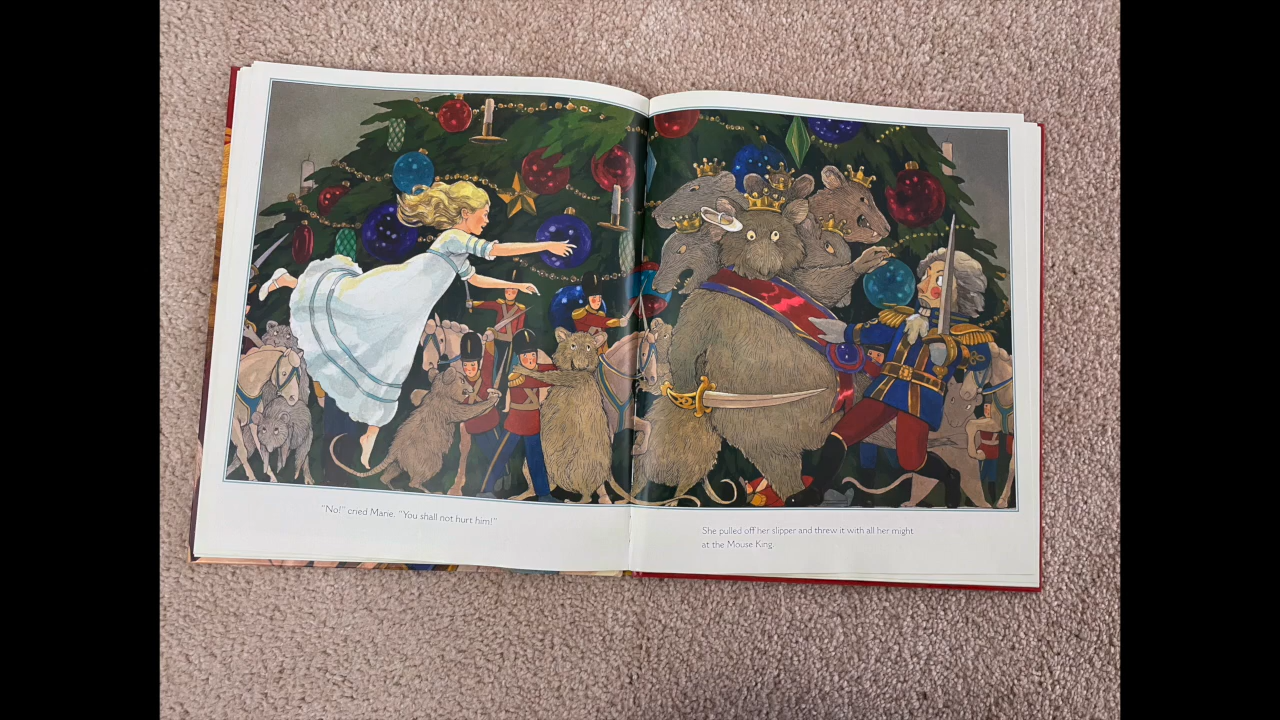 "No!" cried Marie. "You shall not hurt him!"
She pulled off her slipper and threw it with all her might
at the Mouse King.